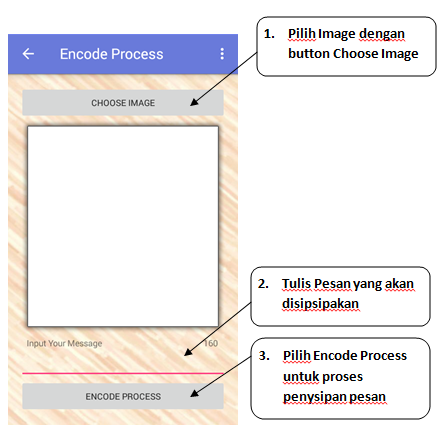 Encode Process
CHOOSE IMAGE
Input Your Message
160
ENCODE PROCESS
1. Pilih Image dengan
button Choose Image
2. Tulis Pesan yang akan
disipsipakan
3. Pilih Encode Process
untuk proses
penysipan pesan